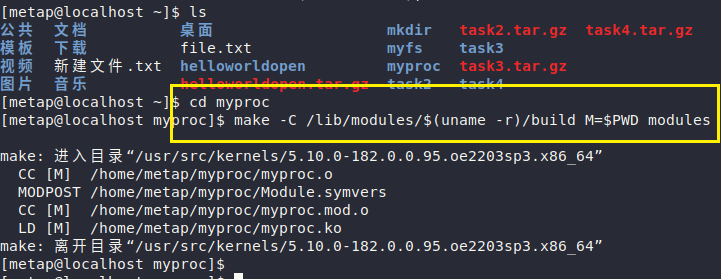 [metap@localhost ~]$ ls
公共 文档 桌面 mkdir task2.tar.gz task4.tar.gz
模板 下载 file.txt myfs task3
视频 新建文件.txt helloworldopen myproc task3.tar.gz
图片 音乐 helloworldopen.tar.gz task2 task4
[metap@localhost ~]$ cd myproc
[metap@localhost myproc]$ make -C /lib/modules/$(uname -r)/build M=$PWD modules
make: 进入目录“/usr/src/kernels/5.10.0-182.0.0.95.oe2203sp3.x86_64”
CC [M] /home/metap/myproc/myproc.o
MODPOST /home/metap/myproc/Module.symvers
CC [M] /home/metap/myproc/myproc.mod.o
LD [M] /home/metap/myproc/myproc.ko
make: 离开目录“/usr/src/kernels/5.10.0-182.0.0.95.oe2203sp3.x86_64”
[metap@localhost myproc]$